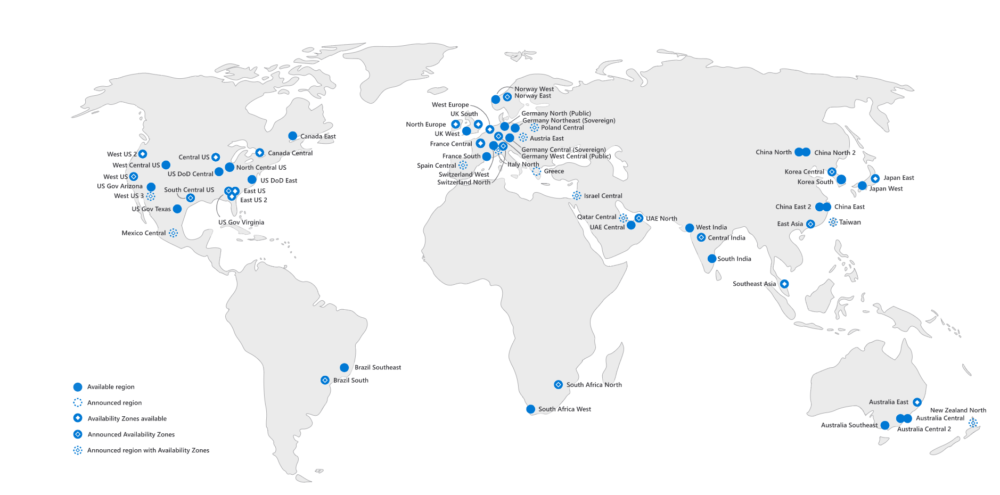 Norway West
Norway East
West Europe
UK South
Germany North (Public)
Germany Northeast (Sovereign)
North Europe
Poland Central
UK West
Canada East
Austria East
France Central
Germany Central (Sovereign)
West US 2
Central US
Canada Central
France South
Germany West Central (Public)
China North
China North 2
West Central US
North Central US
Spain Central
Italy North
US DoD Central
Switzerland West
Greece
Korea Central
West US
US DoD East
Switzerland North
Korea South
Japan East
US Gov Arizona
South Central US
East US
Japan West
West US 3
East US 2
Israel Central
US Gov Texas
China East 2
China East
US Gov Virginia
Qatar Central
UAE North
Taiwan
UAE Central
West India
East Asia
Mexico Central
Central India
South India
Southeast Asia
Brazil Southeast
Brazil South
South Africa North
South Africa West
Australia East
New Zealand North
Australia Central
Australia Southeast
Australia Central 2
Available region
Announced region
Availability Zones available
Announced Availability Zones
Announced region with Availability Zones